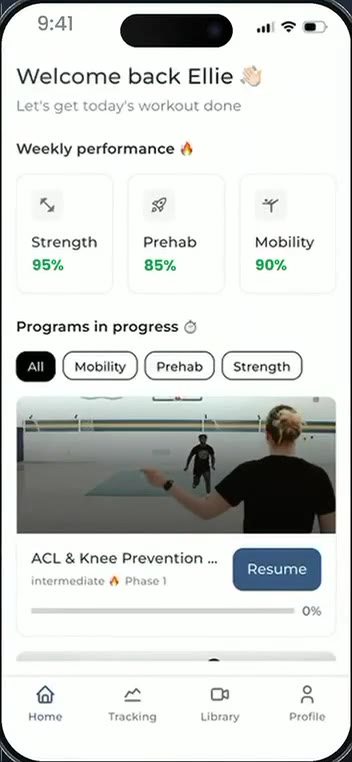 9:41
Welcome back Ellie 👋🏻
Let's get today's workout done
Weekly performance 🔥
Strength
95%
Prehab
85%
Mobility
90%
Programs in progress ⏱️
All Mobility Prehab Strength
ACL & Knee Prevention ...
intermediate 🔥 Phase 1
Resume
0%
Home Tracking Library Profile